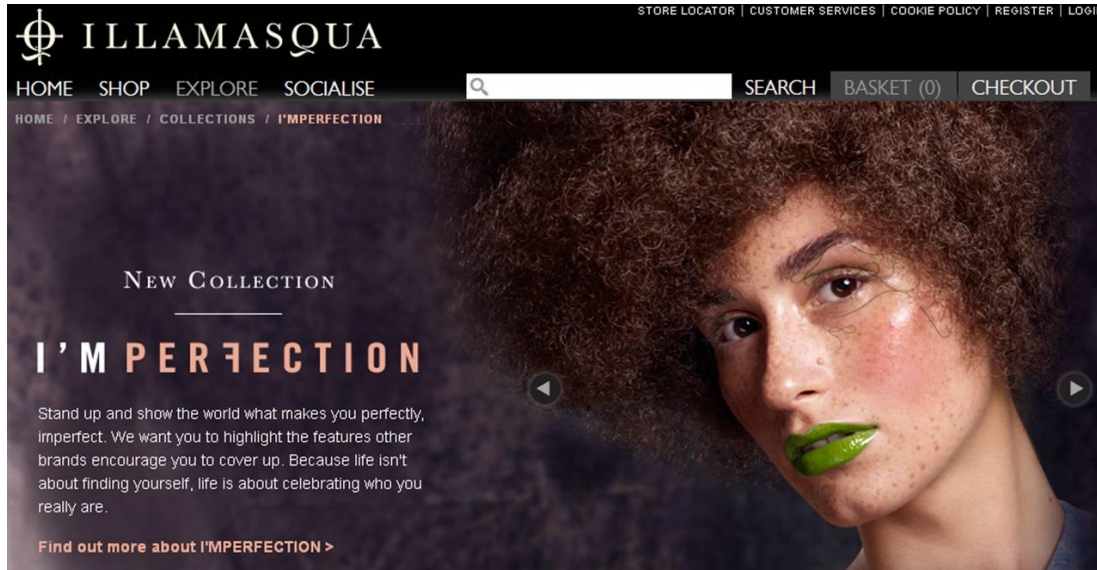 STORE LOCATOR | CUSTOMER SERVICES | COOKIE POLICY | REGISTER | LOGI
ILLAMASQUA
HOME SHOP EXPLORE SOCIALISE SEARCH BASKET (0) CHECKOUT
HOME / EXPLORE / COLLECTIONS / I'MPERFECTION
NEW COLLECTION
I'M PERFECTION
Stand up and show the world what makes you perfectly,
imperfect. We want you to highlight the features other
brands encourage you to cover up. Because life isn't
about finding yourself, life is about celebrating who you
really are.
Find out more about I'MPERFECTION >